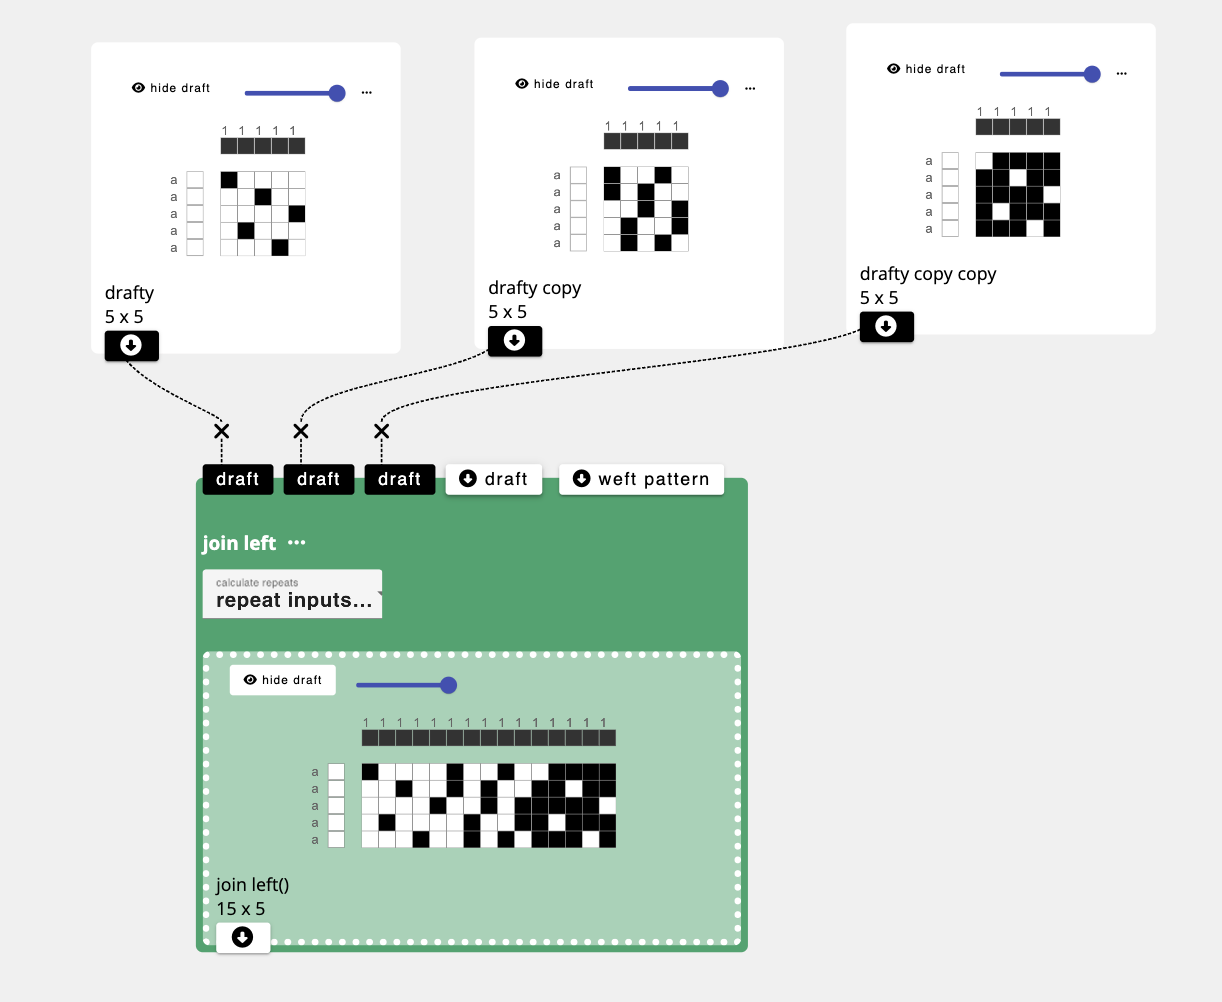 hide draft ...
1 1 1 1 1
a
a
a
a
a
drafty
5 x 5
hide draft ...
1 1 1 1 1
a
a
a
a
a
drafty copy
5 x 5
hide draft ...
1 1 1 1 1
a
a
a
a
a
drafty copy copy
5 x 5
draft draft draft draft weft pattern
join left ...
calculate repeats
repeat inputs...
hide draft
1 1 1 1 1 1 1 1 1 1 1 1 1 1 1
a
a
a
a
a
join left()
15 x 5